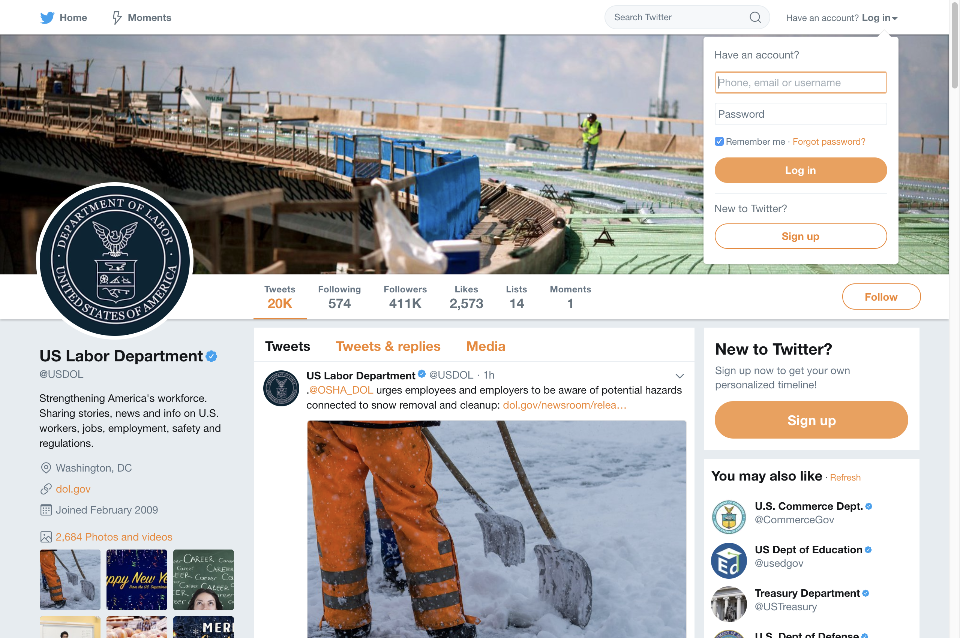 Home
Moments
Search Twitter
Have an account? Log in
Have an account?
Phone, email or username
Password
Remember me · Forgot password?
Log in
New to Twitter?
Sign up
DEPARTMENT OF LABOR
UNITED STATES OF AMERICA
Tweets
20K
Following
574
Followers
411K
Likes
2,573
Lists
14
Moments
1
Follow
US Labor Department
@USDOL
Strengthening America's workforce.
Sharing stories, news and info on U.S.
workers, jobs, employment, safety and
regulations.
Washington, DC
dol.gov
Joined February 2009
2,684 Photos and videos
ppy New Ye
CAREER
MERI
Tweets
Tweets & replies
Media
US Labor Department @USDOL · 1h
.@OSHA_DOL urges employees and employers to be aware of potential hazards
connected to snow removal and cleanup: dol.gov/newsroom/relea…
New to Twitter?
Sign up now to get your own
personalized timeline!
Sign up
You may also like · Refresh
U.S. Commerce Dept.
@CommerceGov
Ed
US Dept of Education
@usedgov
Treasury Department
@USTreasury
U.S. Dept of Defense